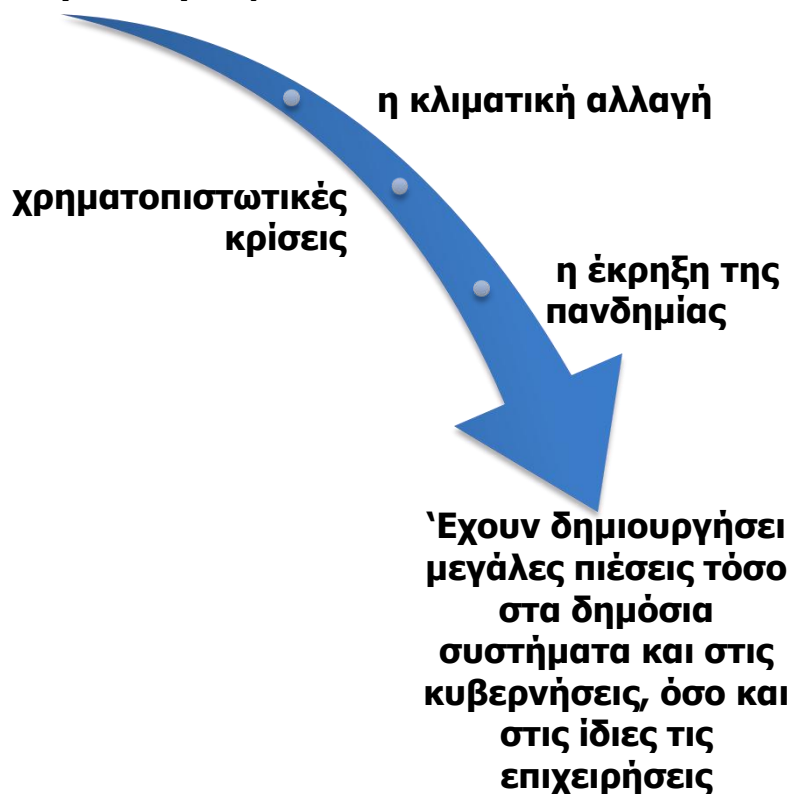 η κλιματική αλλαγή
χρηματοπιστωτικές
κρίσεις
η έκρηξη της
πανδημίας
‘Εχουν δημιουργήσει
μεγάλες πιέσεις τόσο
στα δημόσια
συστήματα και στις
κυβερνήσεις, όσο και
στις ίδιες τις
επιχειρήσεις